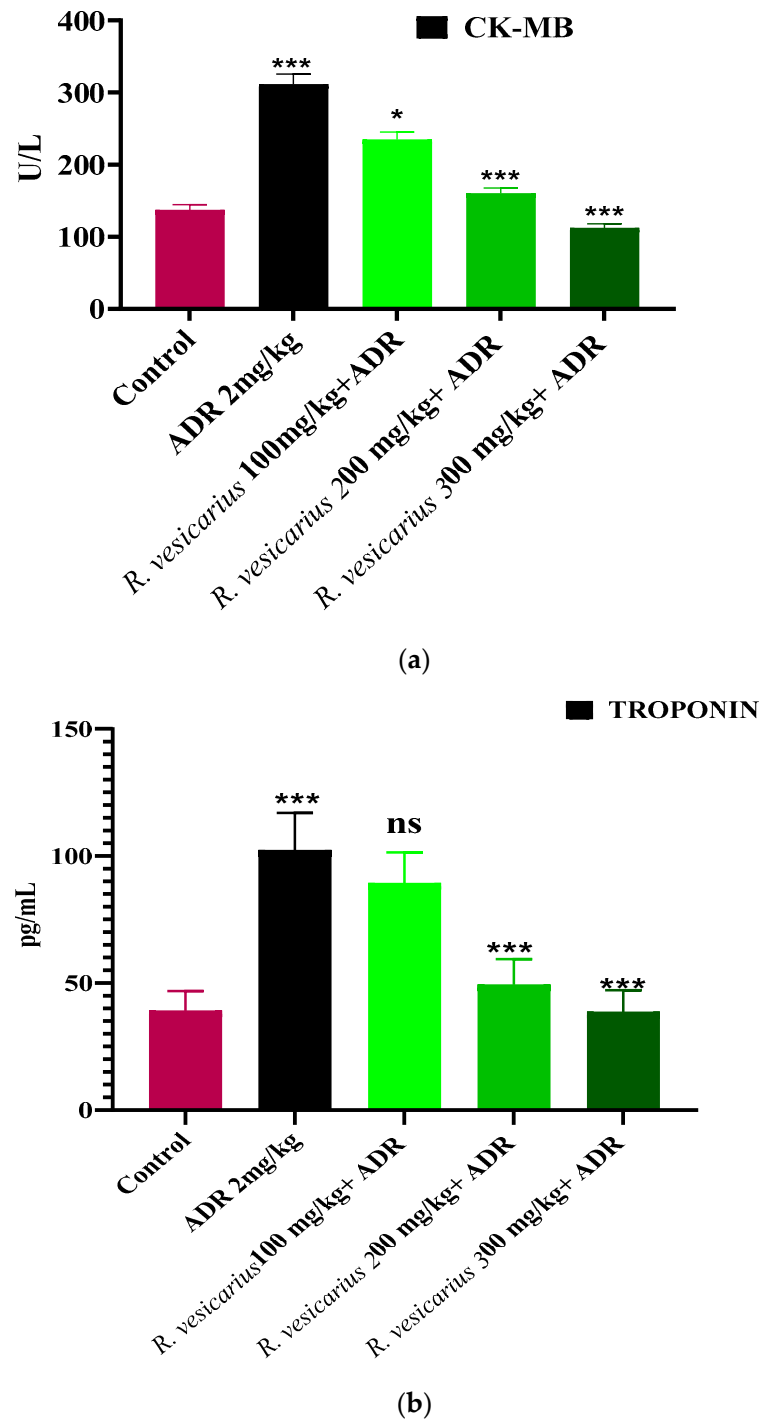 CK-MB
400
300
200
100
0
U/L
***
*
***
***
Control
ADR 2mg/kg
R. vesicarius 100mg/kg+ADR
R. vesicarius 200 mg/kg+ ADR
R. vesicarius 300 mg/kg+ ADR
(a)
TROPONIN
150
100
50
0
pg/mL
***
ns
***
***
Control
ADR 2mg/kg
R. vesicarius100 mg/kg+ ADR
R. vesicarius 200 mg/kg+ ADR
R. vesicarius 300 mg/kg+ ADR
(b)